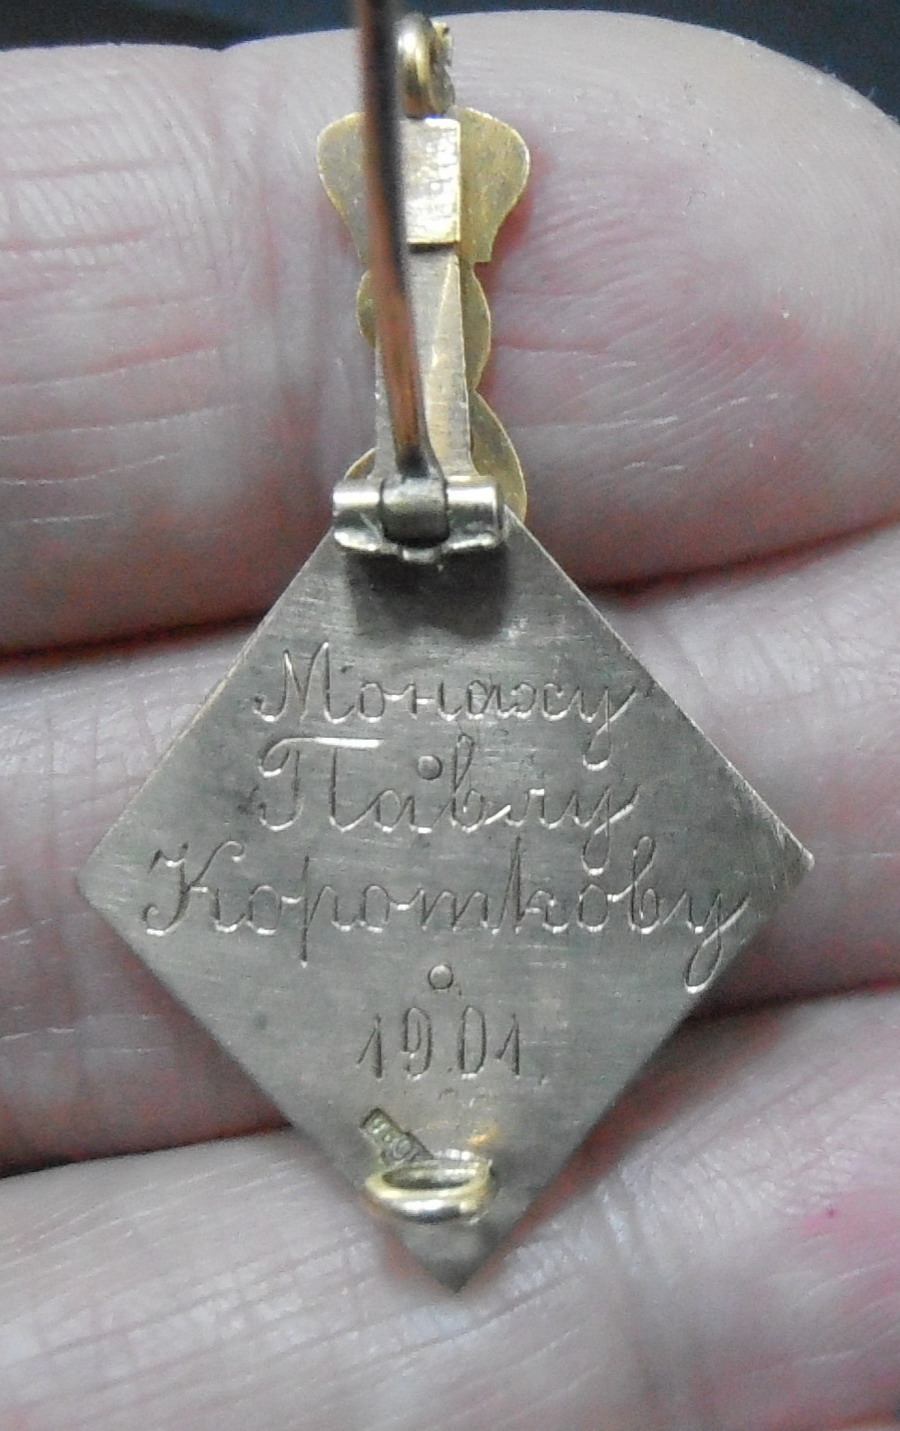 Монаху
Павлу
Короткову
1901